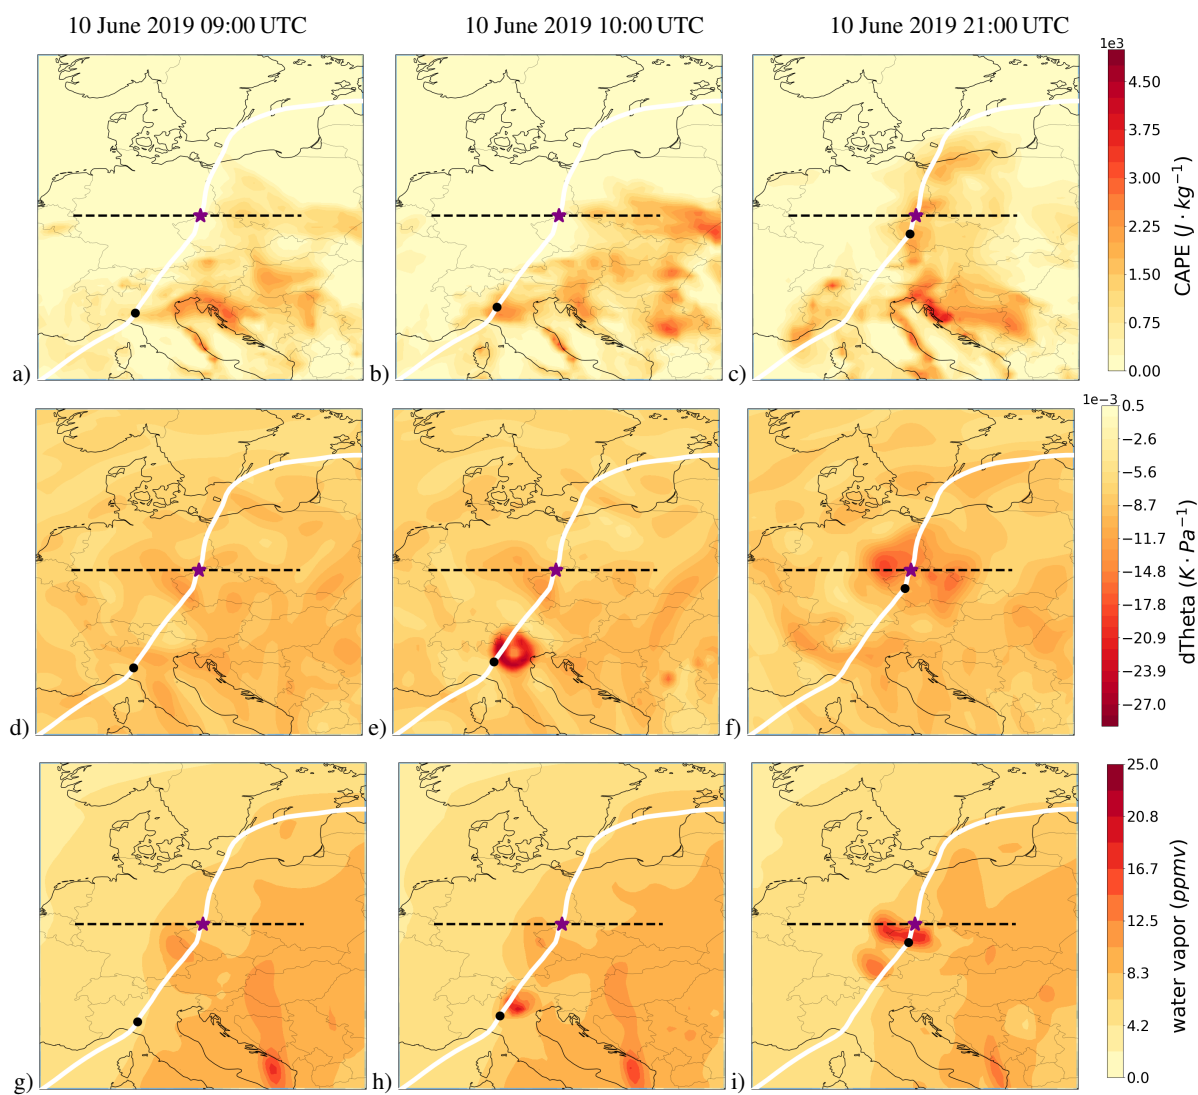 10 June 2019 09:00 UTC
10 June 2019 10:00 UTC
10 June 2019 21:00 UTC
1e3
4.50
3.75
3.00
2.25
1.50
0.75
0.00
CAPE (J · kg⁻¹)
a)
b)
c)
1e−3
0.5
−2.6
−5.6
−8.7
−11.7
−14.8
−17.8
−20.9
−23.9
−27.0
dTheta (K · Pa⁻¹)
d)
e)
f)
25.0
20.8
16.7
12.5
8.3
4.2
0.0
water vapor (ppmv)
g)
h)
i)